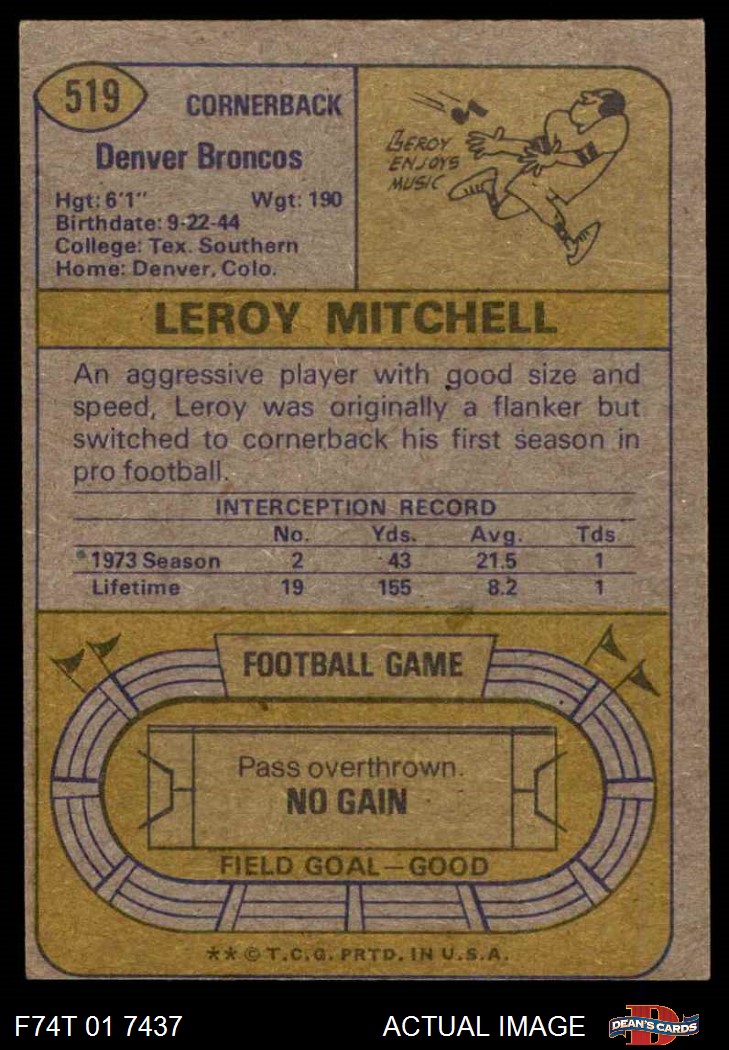 519
CORNERBACK
Denver Broncos
Hgt: 6'1" Wgt: 190
Birthdate: 9-22-44
College: Tex. Southern
Home: Denver, Colo.
LEROY
ENJOYS
MUSIC
LEROY MITCHELL
An aggressive player with good size and
speed, Leroy was originally a flanker but
switched to cornerback his first season in
pro football.
INTERCEPTION RECORD
No. Yds. Avg. Tds
1973 Season 2 43 21.5 1
Lifetime 19 155 8.2 1
FOOTBALL GAME
Pass overthrown.
NO GAIN
FIELD GOAL—GOOD
** © T.C.G. PRTD. IN U.S.A.
F74T 01 7437 ACTUAL IMAGE
D
DEAN'S CARDS